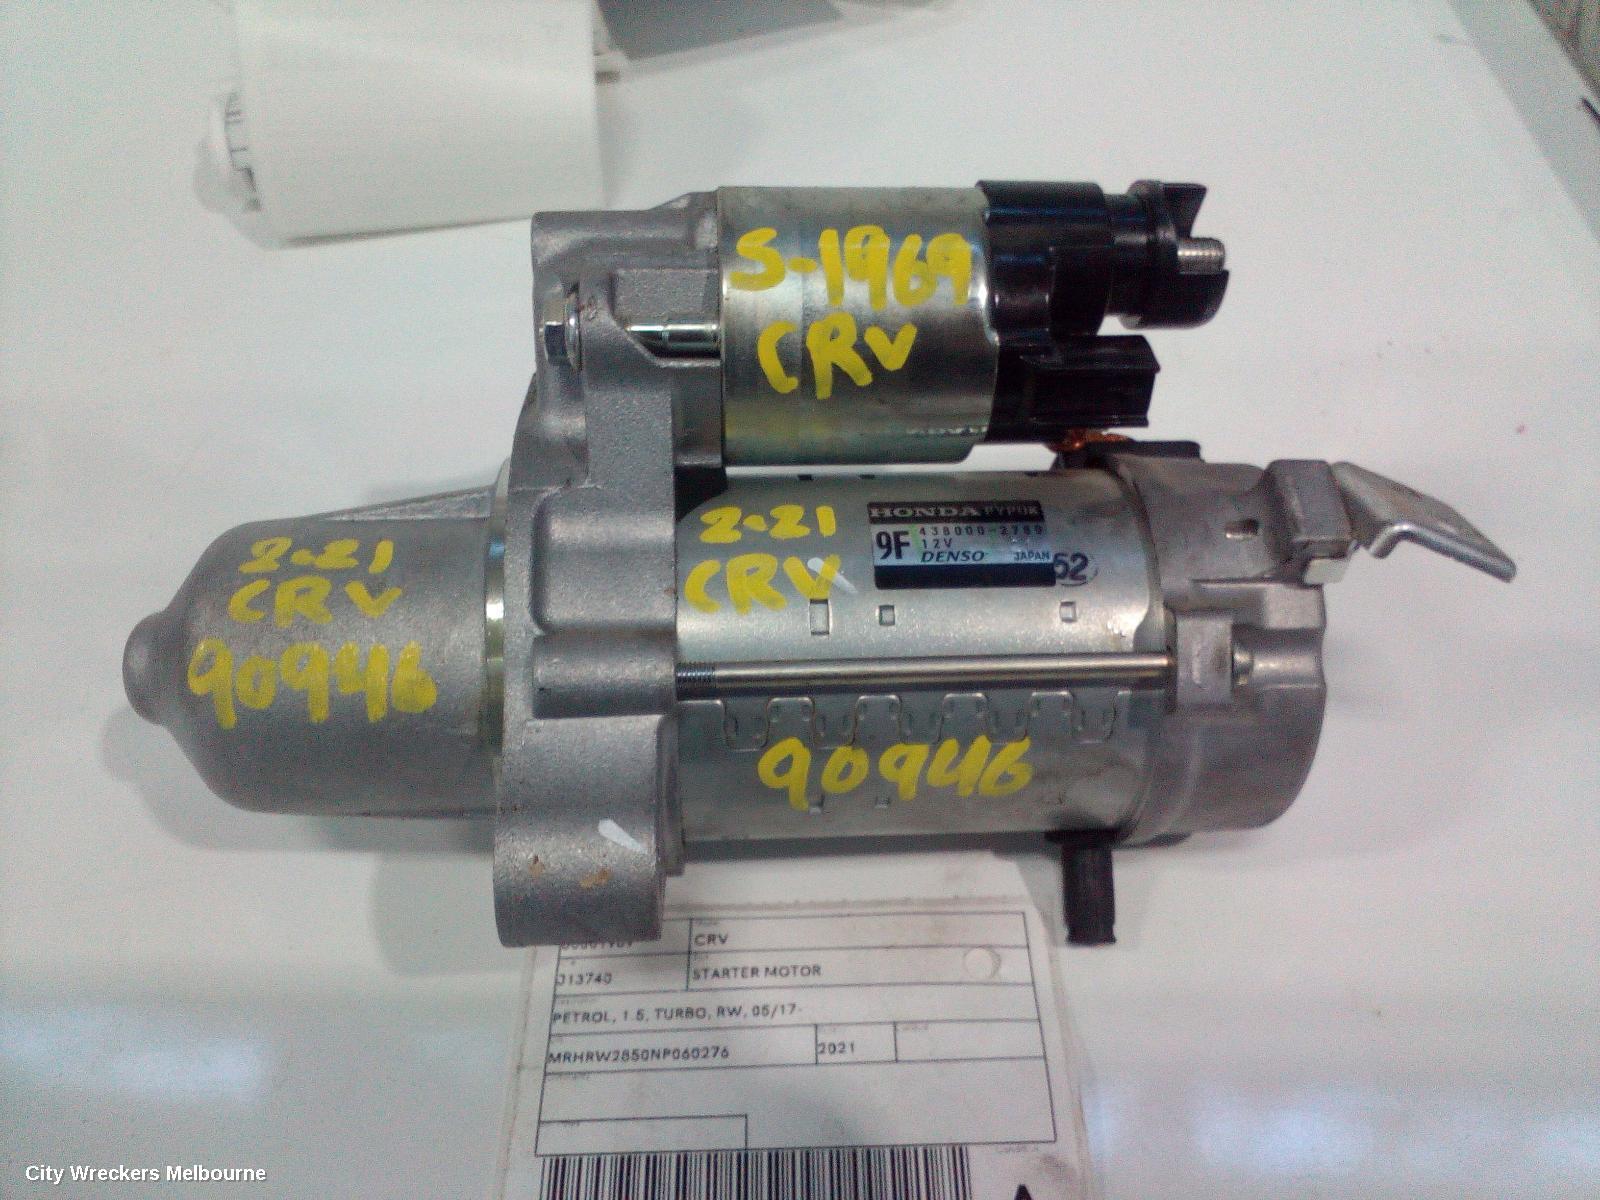 S-1969
CRV
2-21
CRV
HONDA
438000-2780
9F
12V
DENSO JAPAN
52
2-21
CRV
90946
90946
CRV
J13740
STARTER MOTOR
PETROL, 1.5, TURBO, RW, 05/17-
MRHRW2850NP060276
2021
City Wreckers Melbourne